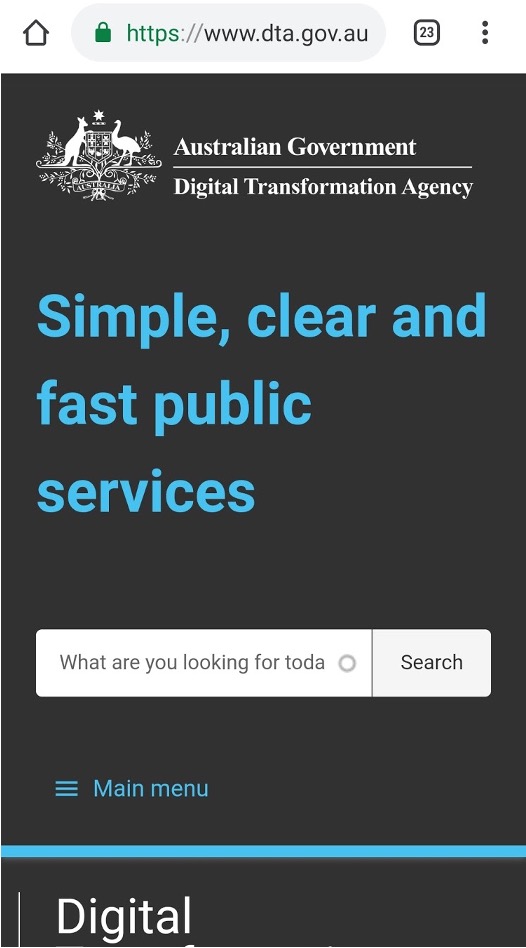 https://www.dta.gov.au
23
AUSTRALIA
Australian Government
Digital Transformation Agency
Simple, clear and
fast public
services
What are you looking for toda
Search
Main menu
Digital